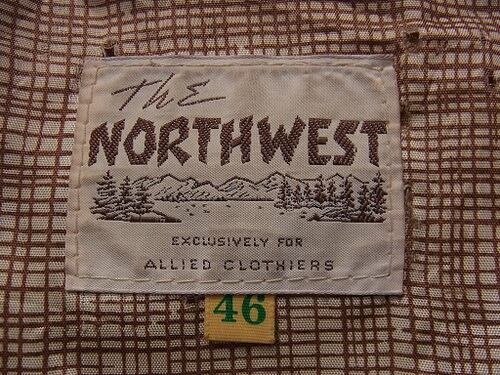 The
NORTHWEST
EXCLUSIVELY FOR
ALLIED CLOTHIERS
46